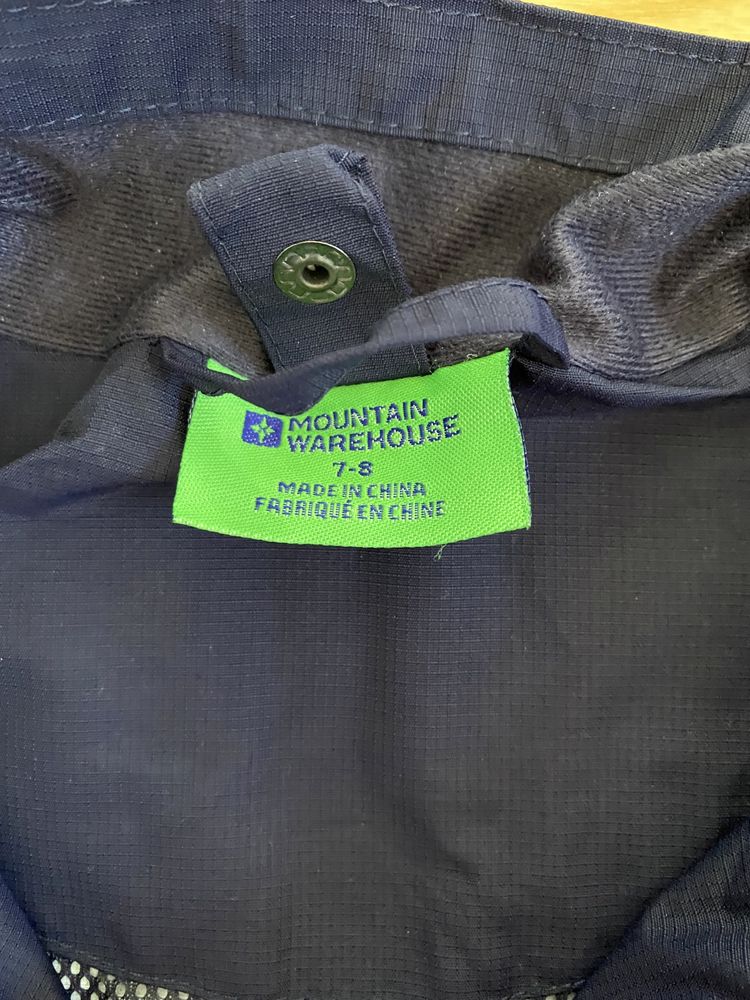 MOUNTAIN
WAREHOUSE
7-8
MADE IN CHINA
FABRIQUÉ EN CHINE